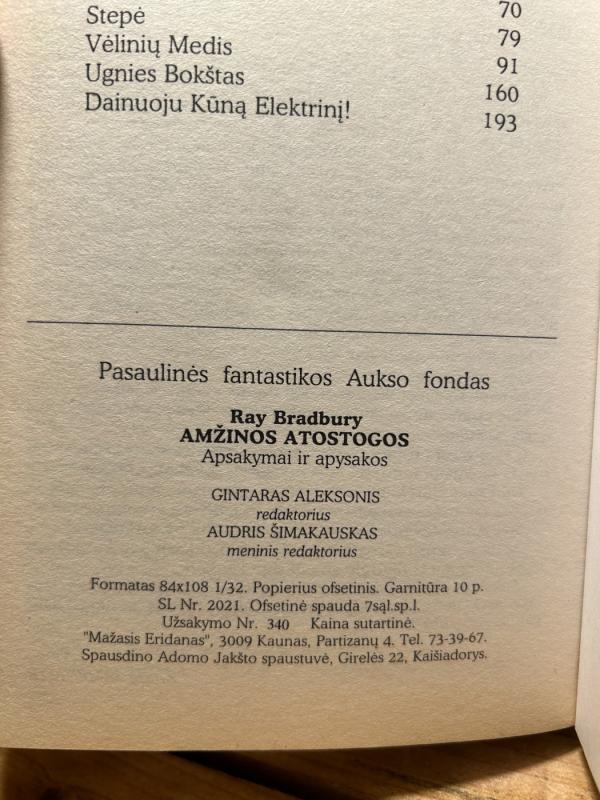 70
Stepė 79
Vėlinių Medis 91
Ugnies Bokštas 160
Dainuoju Kūną Elektrinį! 193
Pasaulinės fantastikos Aukso fondas
Ray Bradbury
AMŽINOS ATOSTOGOS
Apsakymai ir apysakos
GINTARAS ALEKSONIS
redaktorius
AUDRIS ŠIMAKAUSKAS
meninis redaktorius
Formatas 84x108 1/32. Popierius ofsetinis. Garnitūra 10 p.
SL Nr. 2021. Ofsetinė spauda 7sąl.sp.l.
Užsakymo Nr. 340 Kaina sutartinė.
"Mažasis Eridanas", 3009 Kaunas, Partizanų 4. Tel. 73-39-67.
Spausdino Adomo Jakšto spaustuvė, Girelės 22, Kaišiadorys.